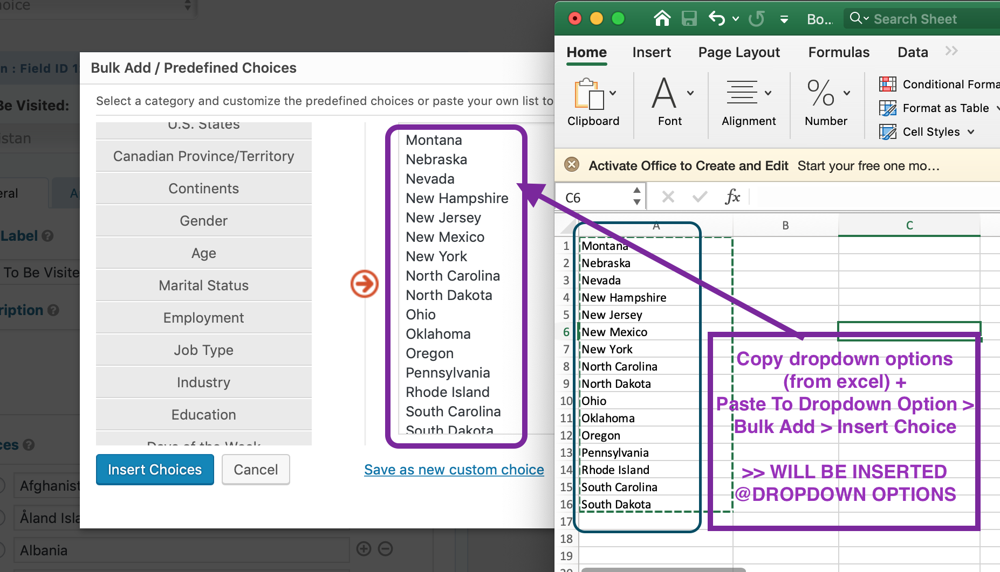 oice
n : Field ID 1
Be Visited:
istan
eral
A
Label
To Be Visite
ription
ces
Afghanist
Åland Isla
Albania
Bulk Add / Predefined Choices
Select a category and customize the predefined choices or paste your own list to
U.S. States
Canadian Province/Territory
Continents
Gender
Age
Marital Status
Employment
Job Type
Industry
Education
Days of the Week
Insert Choices
Cancel
Montana
Nebraska
Nevada
New Hampshire
New Jersey
New Mexico
New York
North Carolina
North Dakota
Ohio
Oklahoma
Oregon
Pennsylvania
Rhode Island
South Carolina
South Dakota
Save as new custom choice
Bo...
Search Sheet
Home Insert Page Layout Formulas Data
Clipboard
Font
Alignment
% Number
Conditional Forma
Format as Table
Cell Styles
Activate Office to Create and Edit Start your free one mo...
C6
fx
A B C
1 Montana
2 Nebraska
3 Nevada
4 New Hampshire
5 New Jersey
6 New Mexico
7 New York
8 North Carolina
9 North Dakota
10 Ohio
11 Oklahoma
12 Oregon
13 Pennsylvania
14 Rhode Island
15 South Carolina
16 South Dakota
17
18
19
20
Copy dropdown options
(from excel) +
Paste To Dropdown Option >
Bulk Add > Insert Choice
>> WILL BE INSERTED
@DROPDOWN OPTIONS